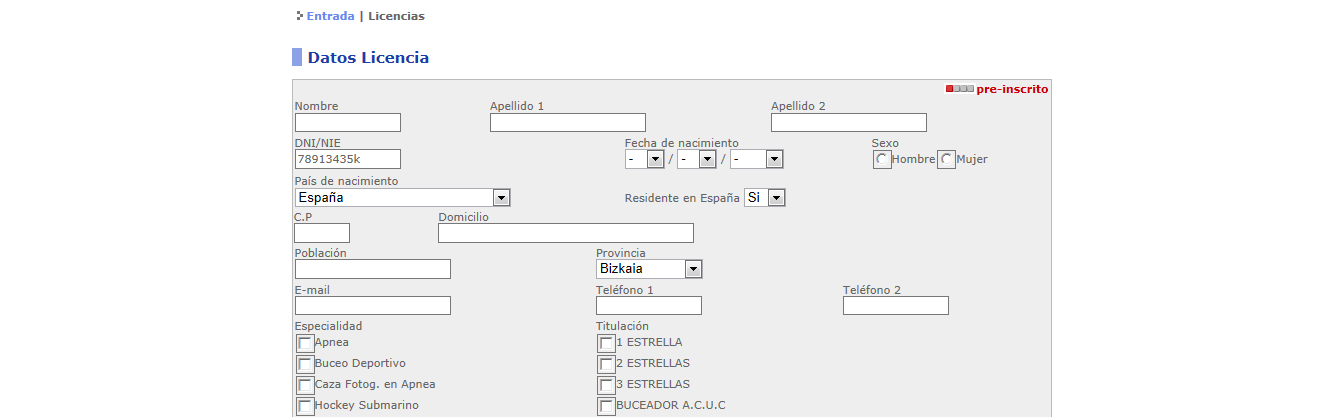 Entrada | Licencias
Datos Licencia
pre-inscrito
Nombre Apellido 1 Apellido 2
DNI/NIE Fecha de nacimiento Sexo
78913435k - / - / - Hombre Mujer
País de nacimiento
España Residente en España Si
C.P Domicilio
Población Provincia
Bizkaia
E-mail Teléfono 1 Teléfono 2
Especialidad Titulación
Apnea 1 ESTRELLA
Buceo Deportivo 2 ESTRELLAS
Caza Fotog. en Apnea 3 ESTRELLAS
Hockey Submarino BUCEADOR A.C.U.C